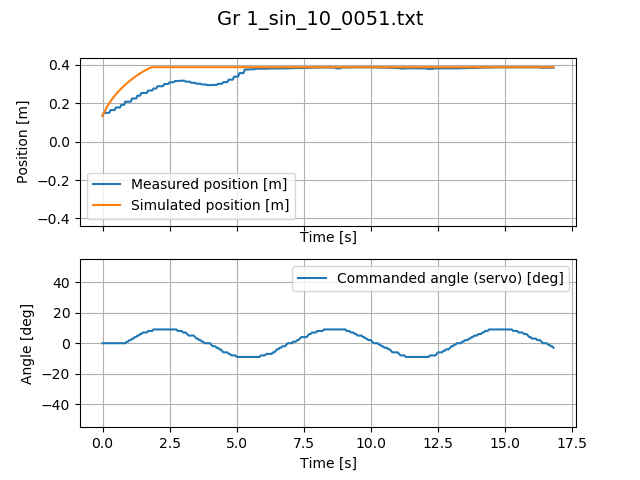 Gr 1_sin_10_0051.txt
0.4
0.2
0.0
−0.2
−0.4
Position [m]
Measured position [m]
Simulated position [m]
Time [s]
40
20
0
−20
−40
Angle [deg]
Commanded angle (servo) [deg]
0.0 2.5 5.0 7.5 10.0 12.5 15.0 17.5
Time [s]